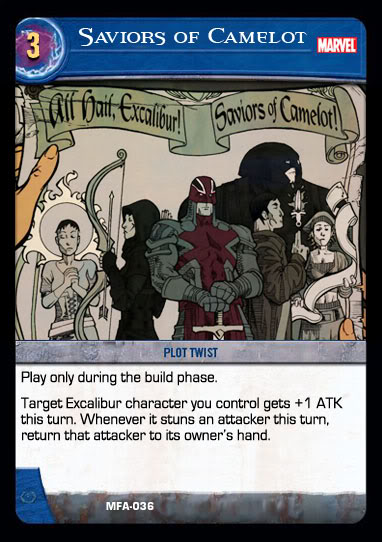 3
SAVIORS OF CAMELOT
MARVEL
All Hail, Excalibur!
Saviors of Camelot!
PLOT TWIST
Play only during the build phase.
Target Excalibur character you control gets +1 ATK
this turn. Whenever it stuns an attacker this turn,
return that attacker to its owner's hand.
MFA-036